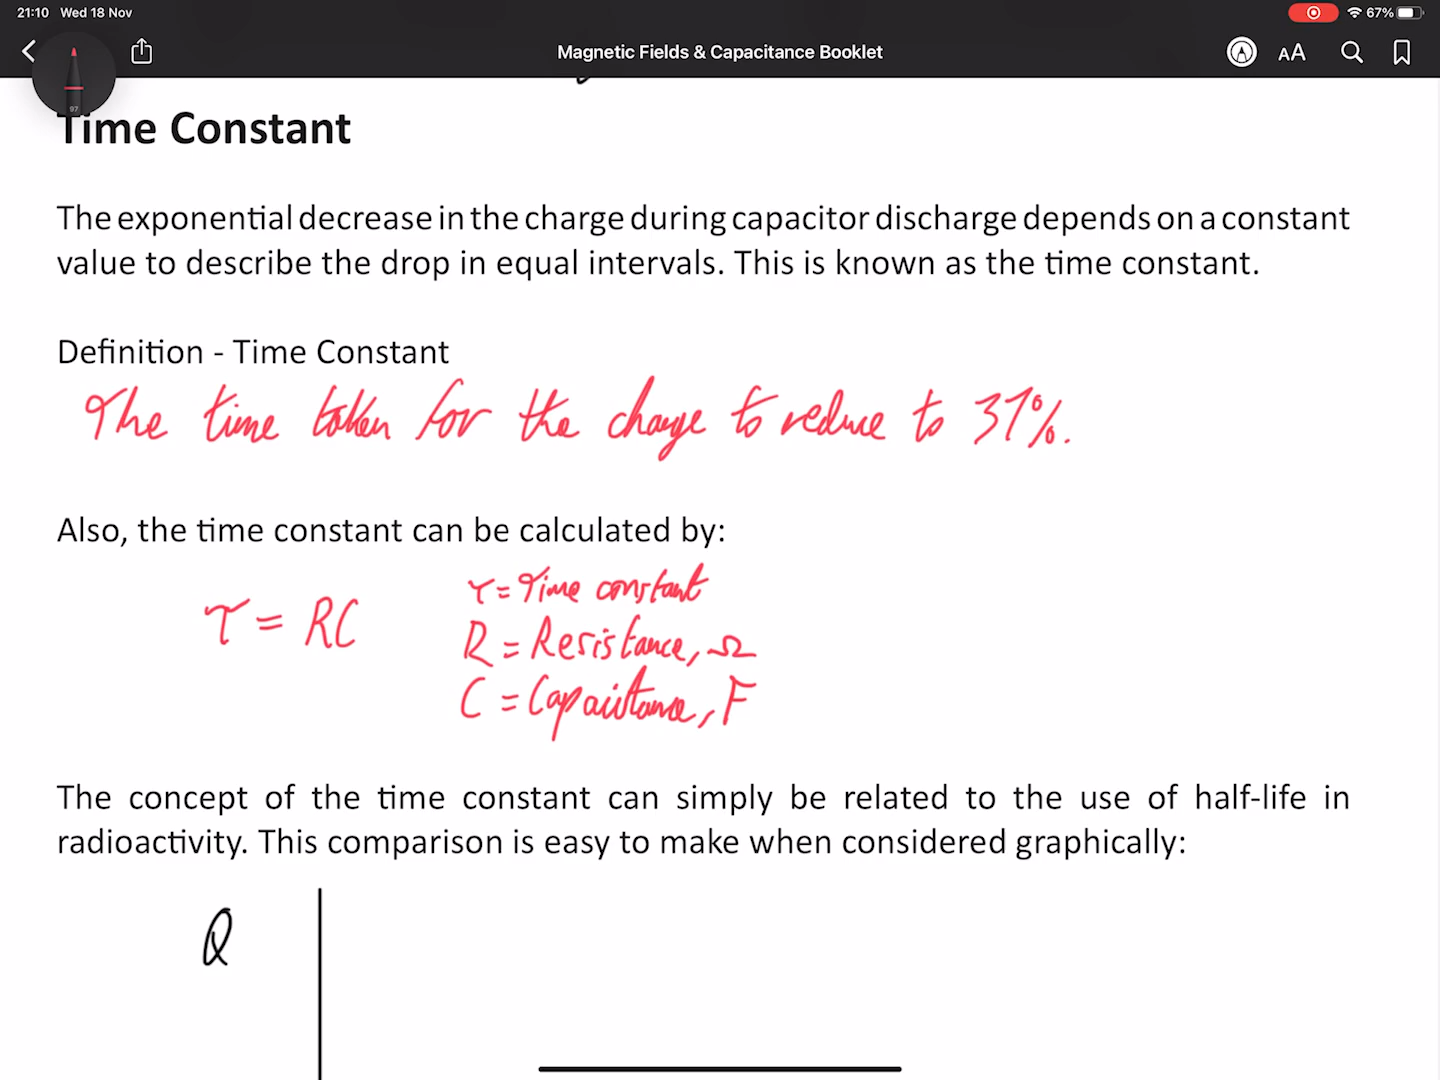 21:10 Wed 18 Nov
67%
Magnetic Fields & Capacitance Booklet
AA
97
Time Constant
The exponential decrease in the charge during capacitor discharge depends on a constant
value to describe the drop in equal intervals. This is known as the time constant.
Definition - Time Constant
The time taken for the charge to reduce to 37%.
Also, the time constant can be calculated by:
τ = RC
τ = Time constant
R = Resistance, Ω
C = Capacitance, F
The concept of the time constant can simply be related to the use of half-life in
radioactivity. This comparison is easy to make when considered graphically:
Q